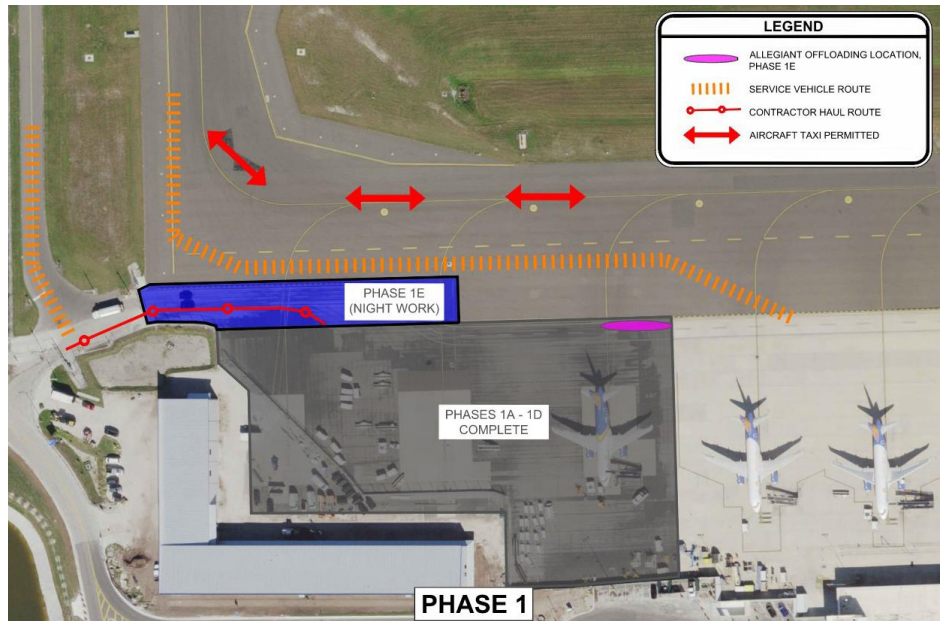 LEGEND
ALLEGIANT OFFLOADING LOCATION,
PHASE 1E
SERVICE VEHICLE ROUTE
CONTRACTOR HAUL ROUTE
AIRCRAFT TAXI PERMITTED
PHASE 1E
(NIGHT WORK)
PHASES 1A - 1D
COMPLETE
PHASE 1